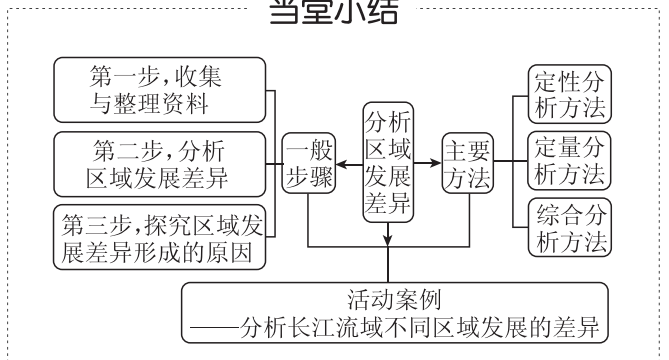 当堂小结
第一步,收集
与整理资料
第二步,分析
区域发展差异
第三步,探究区域发
展差异形成的原因
一般
步骤
分析
区域
发展
差异
主要
方法
定性分
析方法
定量分
析方法
综合分
析方法
活动案例
——分析长江流域不同区域发展的差异